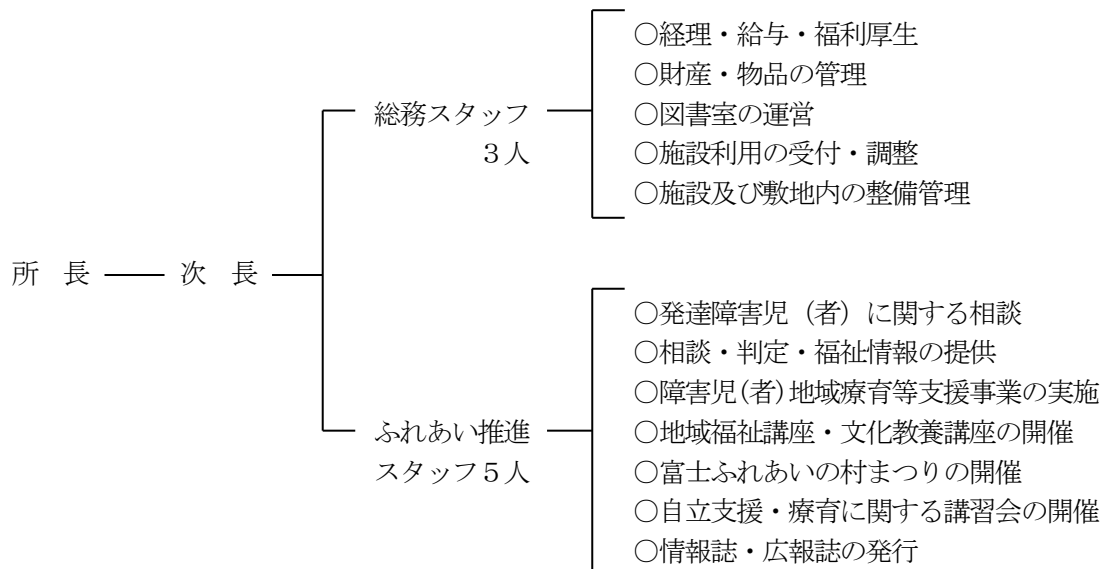 ○経理・給与・福利厚生
○財産・物品の管理
総務スタッフ
○図書室の運営
３人
○施設利用の受付・調整
○施設及び敷地内の整備管理
所　長
次　長
○発達障害児（者）に関する相談
○相談・判定・福祉情報の提供
○障害児(者)地域療育等支援事業の実施
ふれあい推進
○地域福祉講座・文化教養講座の開催
スタッフ５人
○富士ふれあいの村まつりの開催
○自立支援・療育に関する講習会の開催
○情報誌・広報誌の発行